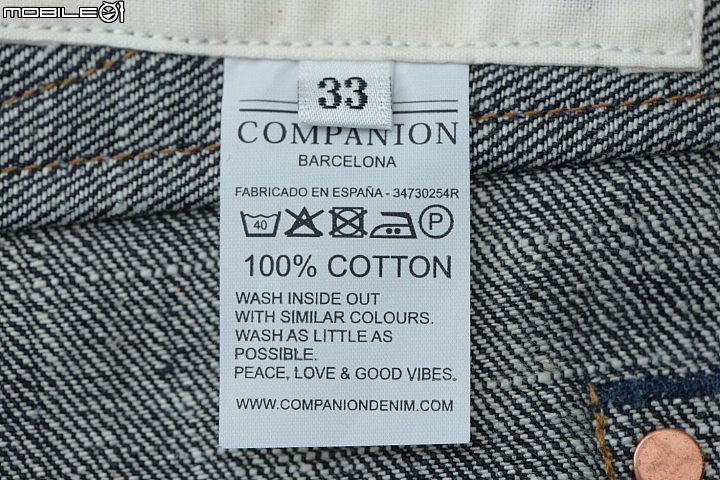 MOBILE01
33
COMPANION
BARCELONA
FABRICADO EN ESPAÑA - 34730254R
40 P
100% COTTON
WASH INSIDE OUT
WITH SIMILAR COLOURS.
WASH AS LITTLE AS
POSSIBLE.
PEACE, LOVE & GOOD VIBES.
WWW.COMPANIONDENIM.COM